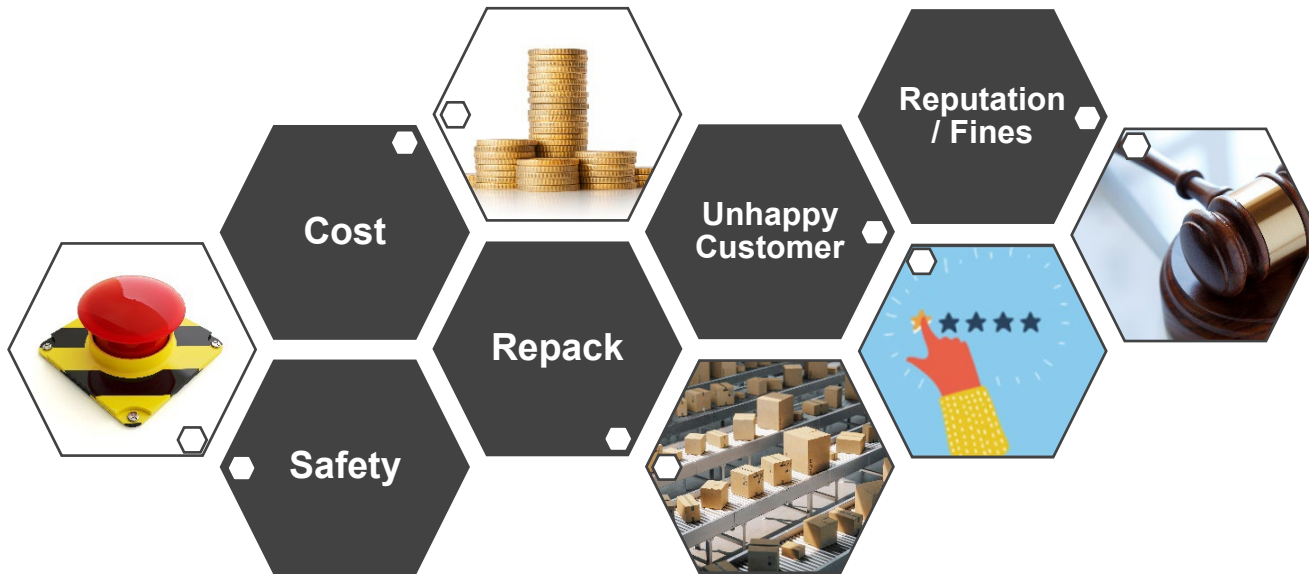 Reputation
/ Fines
Unhappy
Customer
Cost
Repack
Safety